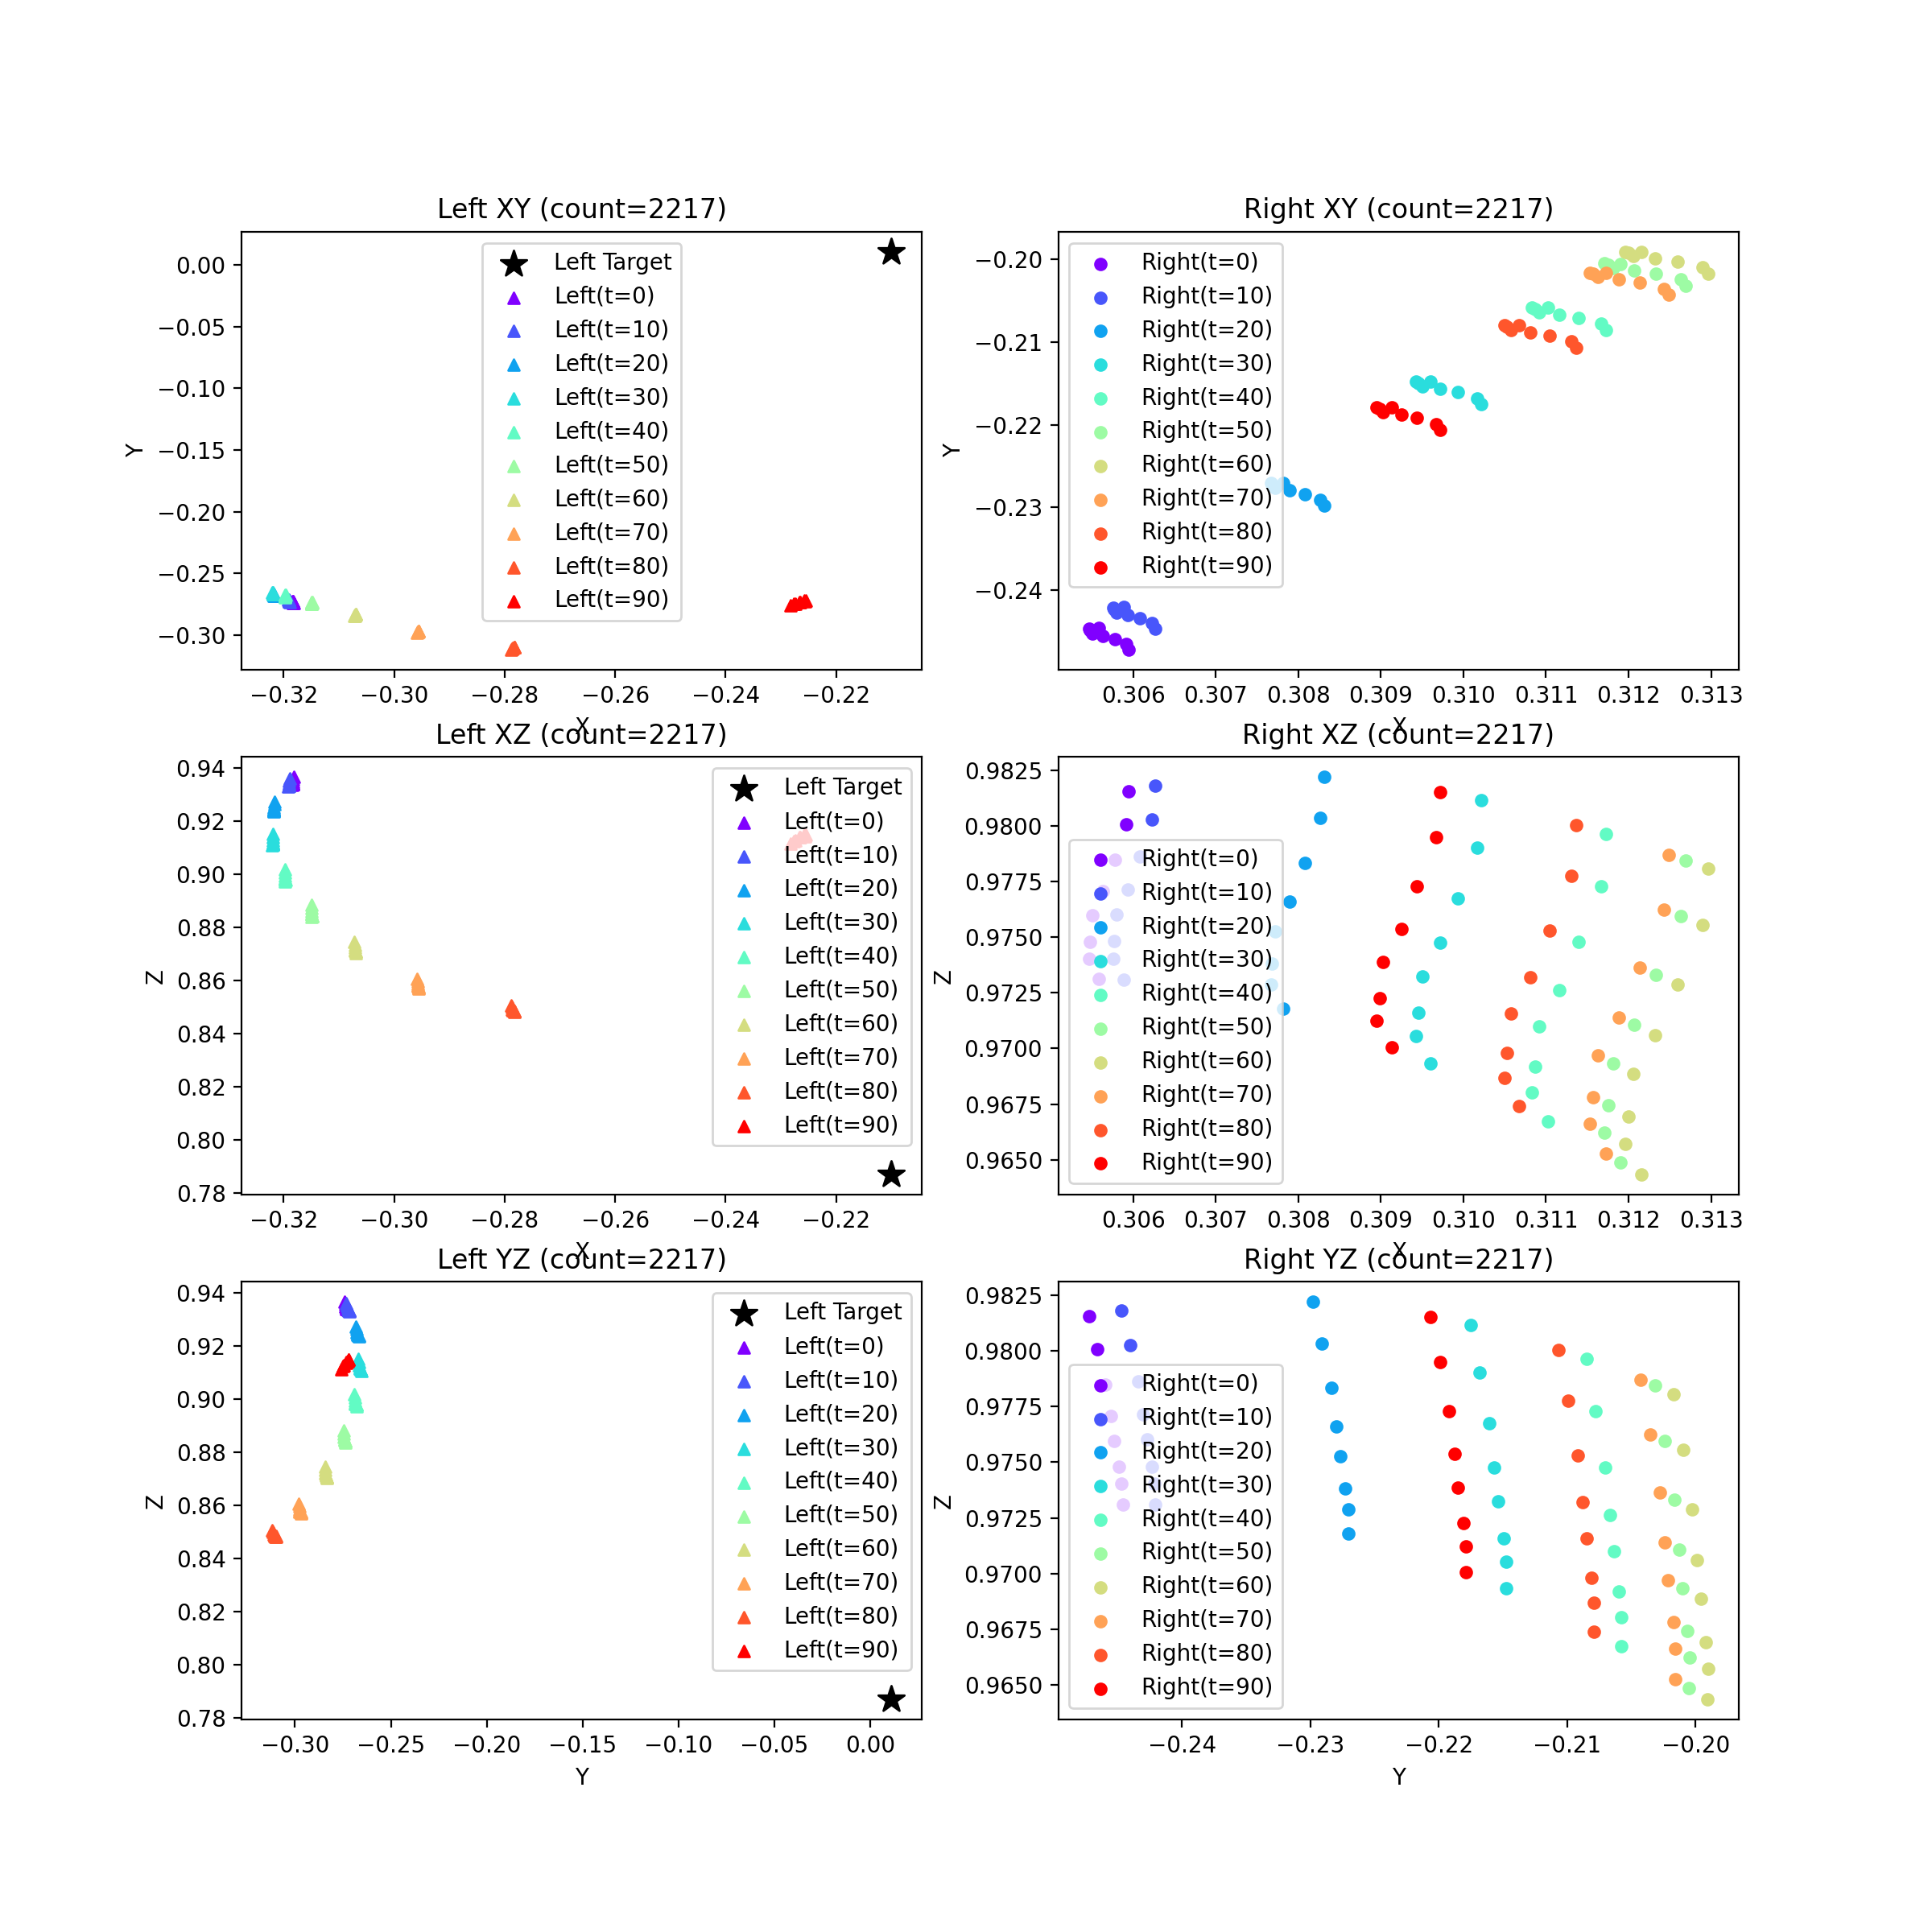 Left XY (count=2217)
0.00
−0.05
−0.10
−0.15
−0.20
−0.25
−0.30
Y
Left Target
Left(t=0)
Left(t=10)
Left(t=20)
Left(t=30)
Left(t=40)
Left(t=50)
Left(t=60)
Left(t=70)
Left(t=80)
Left(t=90)
−0.32 −0.30 −0.28 −0.26 −0.24 −0.22
X
Right XY (count=2217)
−0.20
−0.21
−0.22
−0.23
−0.24
Y
Right(t=0)
Right(t=10)
Right(t=20)
Right(t=30)
Right(t=40)
Right(t=50)
Right(t=60)
Right(t=70)
Right(t=80)
Right(t=90)
0.306 0.307 0.308 0.309 0.310 0.311 0.312 0.313
X
Left XZ (count=2217)
0.94
0.92
0.90
0.88
0.86
0.84
0.82
0.80
0.78
Z
Left Target
Left(t=0)
Left(t=10)
Left(t=20)
Left(t=30)
Left(t=40)
Left(t=50)
Left(t=60)
Left(t=70)
Left(t=80)
Left(t=90)
−0.32 −0.30 −0.28 −0.26 −0.24 −0.22
X
Right XZ (count=2217)
0.9825
0.9800
0.9775
0.9750
0.9725
0.9700
0.9675
0.9650
Z
Right(t=0)
Right(t=10)
Right(t=20)
Right(t=30)
Right(t=40)
Right(t=50)
Right(t=60)
Right(t=70)
Right(t=80)
Right(t=90)
0.306 0.307 0.308 0.309 0.310 0.311 0.312 0.313
X
Left YZ (count=2217)
0.94
0.92
0.90
0.88
0.86
0.84
0.82
0.80
0.78
Z
Left Target
Left(t=0)
Left(t=10)
Left(t=20)
Left(t=30)
Left(t=40)
Left(t=50)
Left(t=60)
Left(t=70)
Left(t=80)
Left(t=90)
−0.30 −0.25 −0.20 −0.15 −0.10 −0.05 0.00
Y
Right YZ (count=2217)
0.9825
0.9800
0.9775
0.9750
0.9725
0.9700
0.9675
0.9650
Z
Right(t=0)
Right(t=10)
Right(t=20)
Right(t=30)
Right(t=40)
Right(t=50)
Right(t=60)
Right(t=70)
Right(t=80)
Right(t=90)
−0.24 −0.23 −0.22 −0.21 −0.20
Y